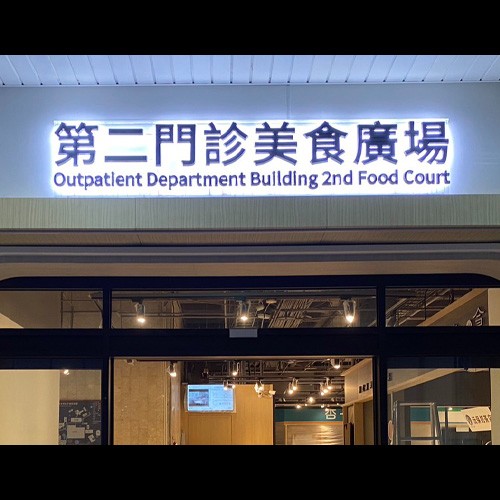 第二門診美食廣場
Outpatient Department Building 2nd Food Court